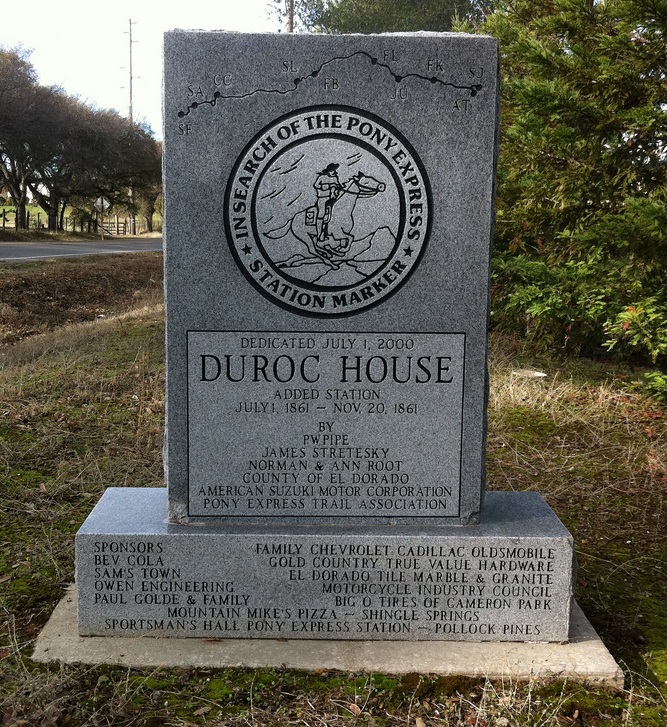 FL
SL FK SJ
CC FB
SA JU AT
SF
IN SEARCH OF THE PONY EXPRESS
★ STATION MARKER ★
DEDICATED JULY 1, 2000
DUROC HOUSE
ADDED STATION
JULY 1, 1861 – NOV. 20, 1861
BY
PWPIPE
JAMES STRETESKY
NORMAN & ANN ROOT
COUNTY OF EL DORADO
AMERICAN SUZUKI MOTOR CORPORATION
PONY EXPRESS TRAIL ASSOCIATION
SPONSORS FAMILY CHEVROLET CADILLAC OLDSMOBILE
BEV COLA GOLD COUNTRY TRUE VALUE HARDWARE
SAM'S TOWN EL DORADO TILE MARBLE & GRANITE
OWEN ENGINEERING MOTORCYCLE INDUSTRY COUNCIL
PAUL GOLDE & FAMILY BIG O TIRES OF CAMERON PARK
MOUNTAIN MIKE'S PIZZA – SHINGLE SPRINGS
SPORTSMAN'S HALL PONY EXPRESS STATION – POLLOCK PINES